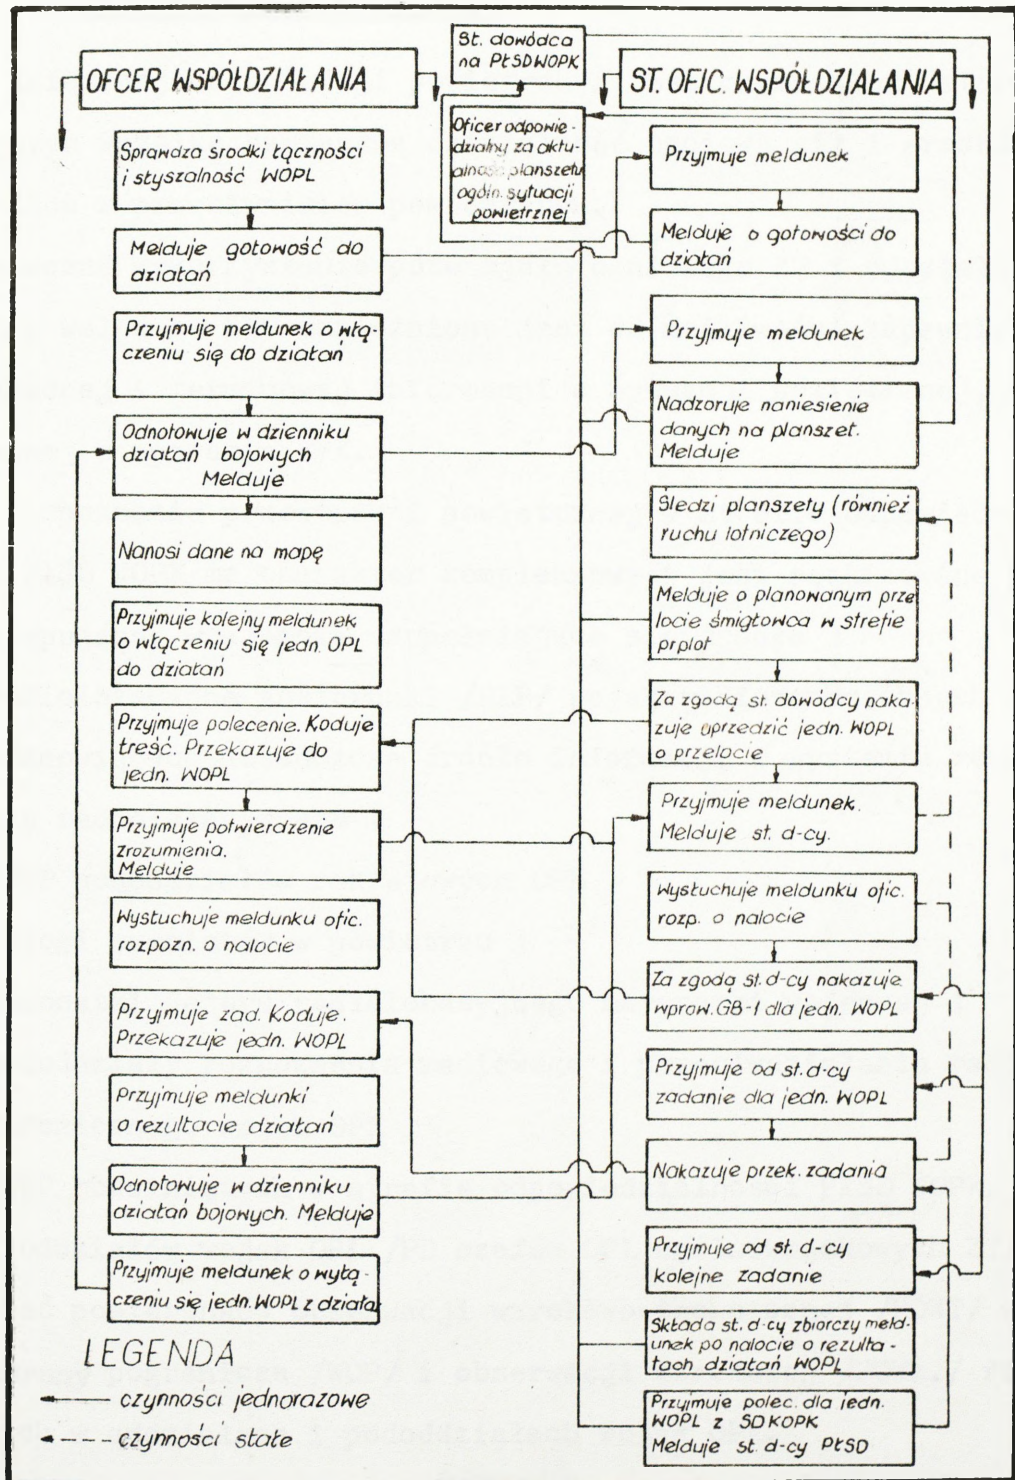 St. dowódca
na PŁSDWOPK
OFCER WSPÓŁDZIAŁANIA
ST. OFIC. WSPÓŁDZIAŁANIA
Oficer odpowie-
dzialny za aktu-
alność planszetu
ogóln. sytuacji
powietrznej
Sprawdza środki łączności
i słyszalność WOPL
Melduje gotowość do
działań
Przyjmuje meldunek o włą-
czeniu się do działań
Odnotowuje w dzienniku
działań bojowych
Melduje
Nanosi dane na mapę
Przyjmuje kolejny meldunek
o włączeniu się jedn. OPL
do działań
Przyjmuje polecenie. Koduje
treść. Przekazuje do
jedn. WOPL
Przyjmuje potwierdzenie
zrozumienia.
Melduje
Wysłuchuje meldunku ofic.
rozpozn. o nalocie
Przyjmuje zad. Koduje.
Przekazuje jedn. WOPL
Przyjmuje meldunki
o rezultacie działań
Odnotowuje w dzienniku
działań bojowych. Melduje
Przyjmuje meldunek o wyłą-
czeniu się jedn. WOPL z działa
Przyjmuje meldunek
Melduje o gotowości do
działań
Przyjmuje meldunek
Nadzoruje naniesienie
danych na planszet.
Melduje
Śledzi planszety (również
ruchu lotniczego)
Melduje o planowanym prze
locie śmigłowca w strefie
prplot
Za zgodą st. dowódcy naka-
zuje uprzedzić jedn. WOPL
o przelocie
Przyjmuje meldunek.
Melduje st. d-cy.
Wysłuchuje meldunku ofic.
rozp. o nalocie
Za zgodą st. d-cy nakazuje
wprow. GB-1 dla jedn. WOPL
Przyjmuje od st. d-cy
zadanie dla jedn. WOPL
Nakazuje przek. zadania
Przyjmuje od st. d-cy
kolejne zadanie
Składa st. d-cy zbiorczy meld-
unek po nalocie o rezulta-
tach działań WOPL
Przyjmuje polec. dla jedn.
WOPL z SDKOPK
Melduje st. d-cy PŁSD
LEGENDA
czynności jednorazowe
czynności stałe